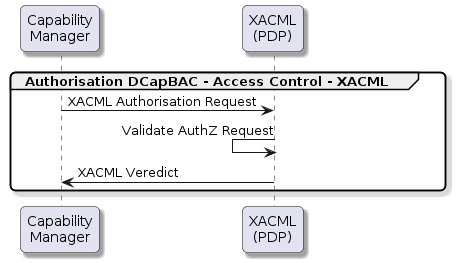 Capability
Manager
XACML
(PDP)
Authorisation DCapBAC - Access Control - XACML
XACML Authorisation Request
Validate AuthZ Request
XACML Veredict
Capability
Manager
XACML
(PDP)